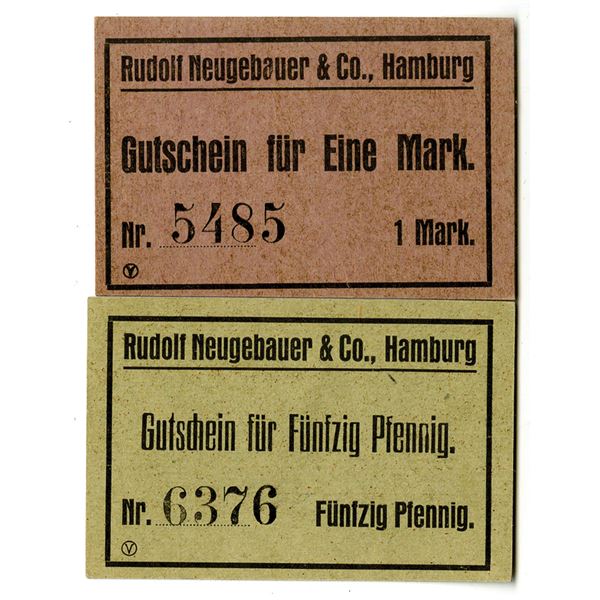 Rudolf Neugebauer & Co., Hamburg
Gutschein für Eine Mark.
Nr. 5485 1 Mark.
Ⓨ
Rudolf Neugebauer & Co., Hamburg
Gutschein für Fünfzig Pfennig.
Nr. 6376 Fünfzig Pfennig.
Ⓥ